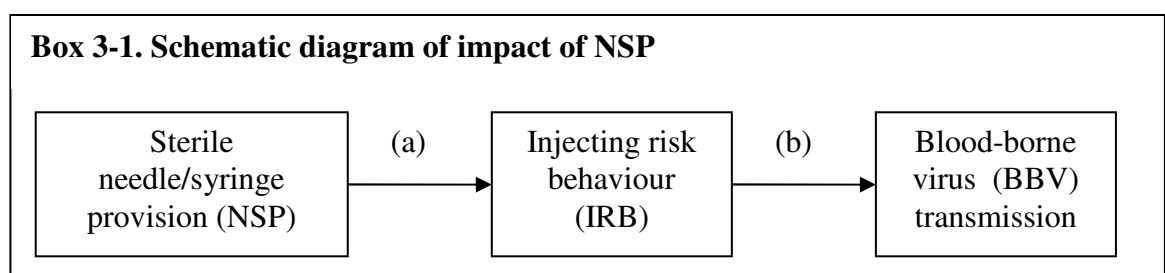 Box 3-1. Schematic diagram of impact of NSP
Sterile
needle/syringe
provision (NSP)
(a)
Injecting risk
behaviour
(IRB)
(b)
Blood-borne
virus (BBV)
transmission